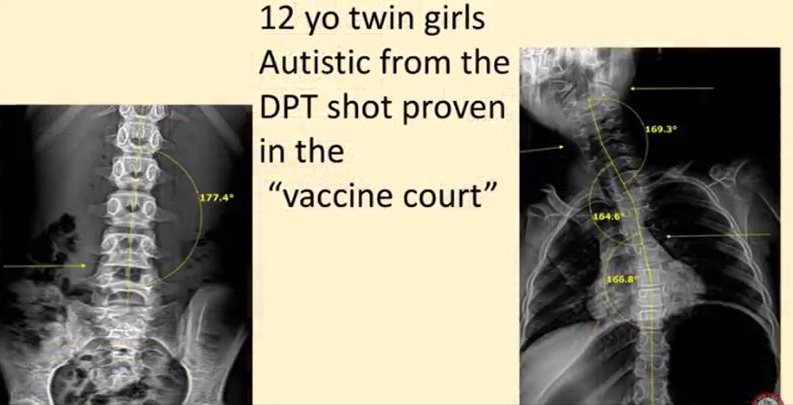 12 yo twin girls
Autistic from the
DPT shot proven
in the
“vaccine court”
177.4°
169.3°
164.6°
166.8°